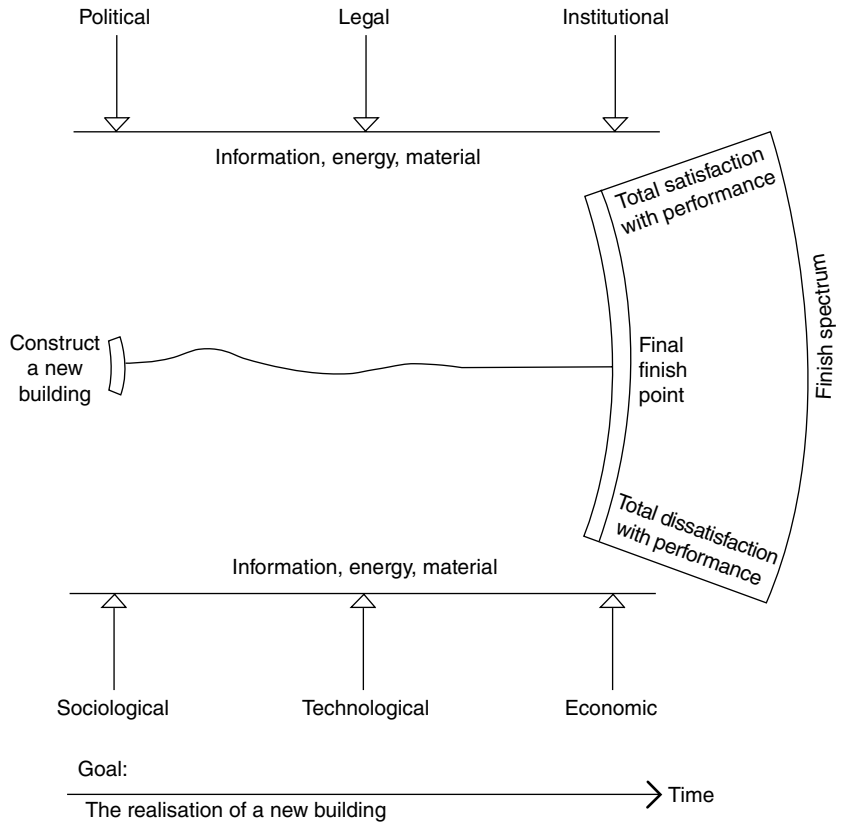 Political
Legal
Institutional
Information, energy, material
Total satisfaction
with performance
Finish spectrum
Construct
a new
building
Final
finish
point
Total dissatisfaction
with performance
Information, energy, material
Sociological
Technological
Economic
Goal:
Time
The realisation of a new building